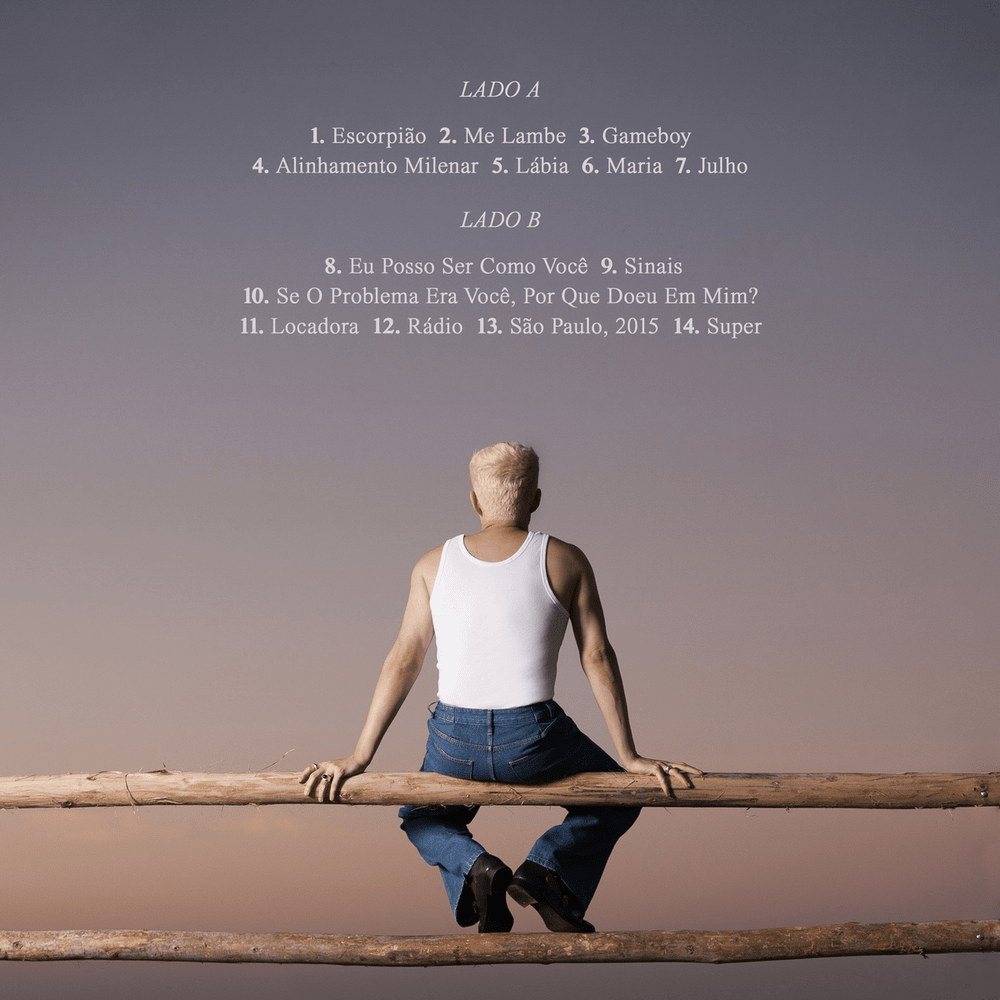 LADO A
1. Escorpião 2. Me Lambe 3. Gameboy
4. Alinhamento Milenar 5. Lábia 6. Maria 7. Julho
LADO B
8. Eu Posso Ser Como Você 9. Sinais
10. Se O Problema Era Você, Por Que Doeu Em Mim?
11. Locadora 12. Rádio 13. São Paulo, 2015 14. Super